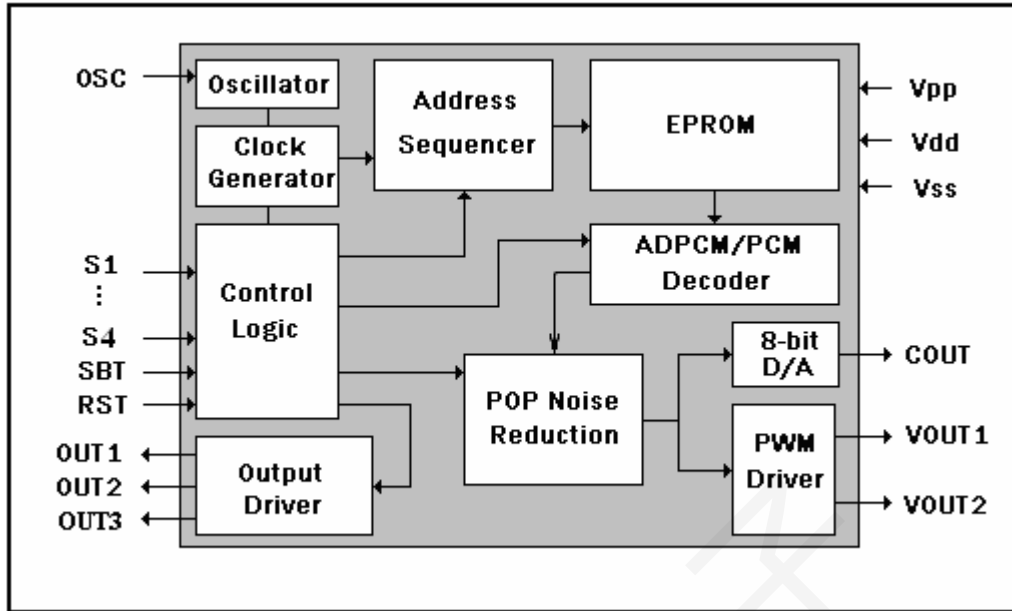 OSC
Oscillator
Clock
Generator
Address
Sequencer
EPROM
Vpp
Vdd
Vss
S1
⋮
S4
SBT
RST
Control
Logic
ADPCM/PCM
Decoder
POP Noise
Reduction
8-bit
D/A
COUT
PWM
Driver
VOUT1
VOUT2
OUT1
OUT2
OUT3
Output
Driver